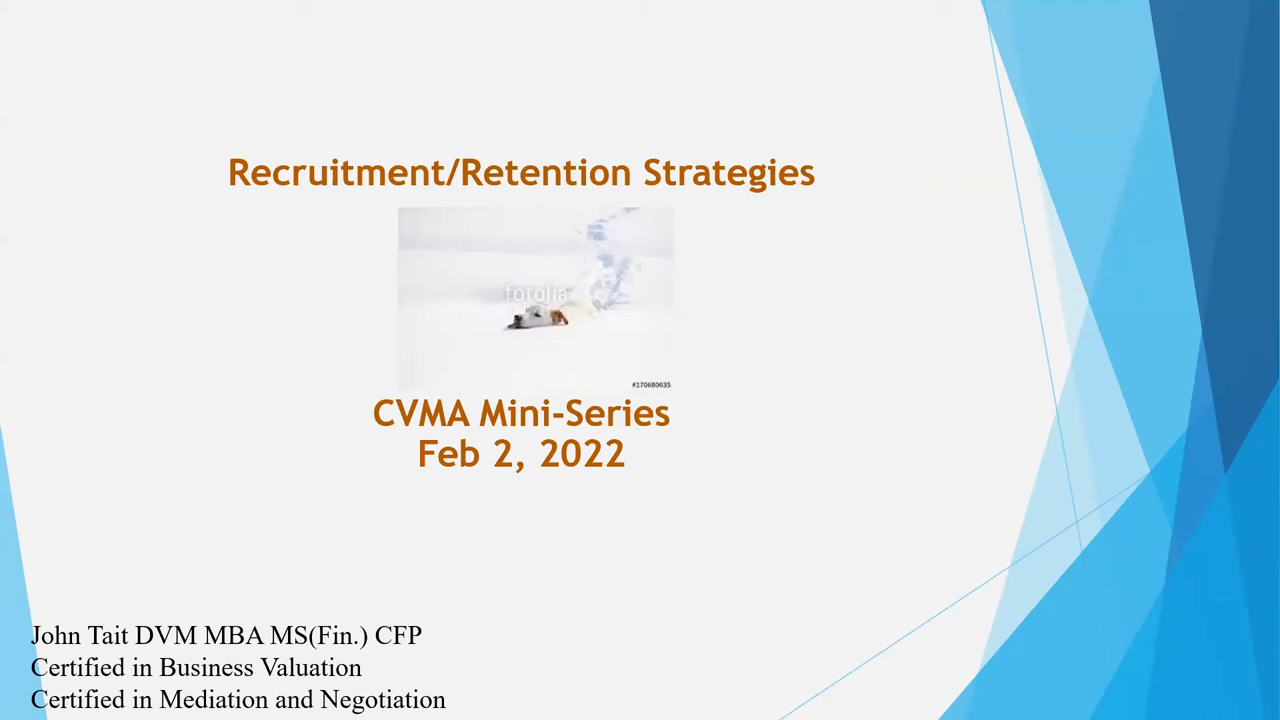 Recruitment/Retention Strategies
fotolia
#170680635
CVMA Mini-Series
Feb 2, 2022
John Tait DVM MBA MS(Fin.) CFP
Certified in Business Valuation
Certified in Mediation and Negotiation